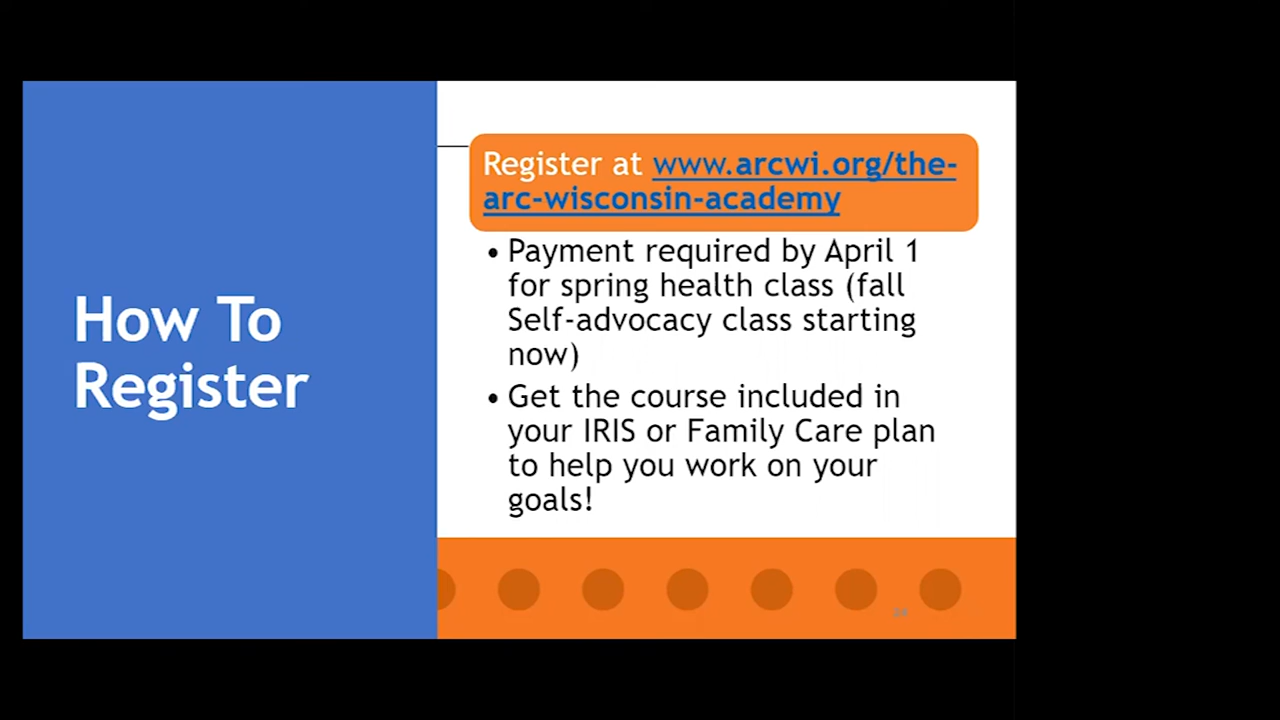 How To
Register
Register at www.arcwi.org/the-
arc-wisconsin-academy
• Payment required by April 1
for spring health class (fall
Self-advocacy class starting
now)
• Get the course included in
your IRIS or Family Care plan
to help you work on your
goals!